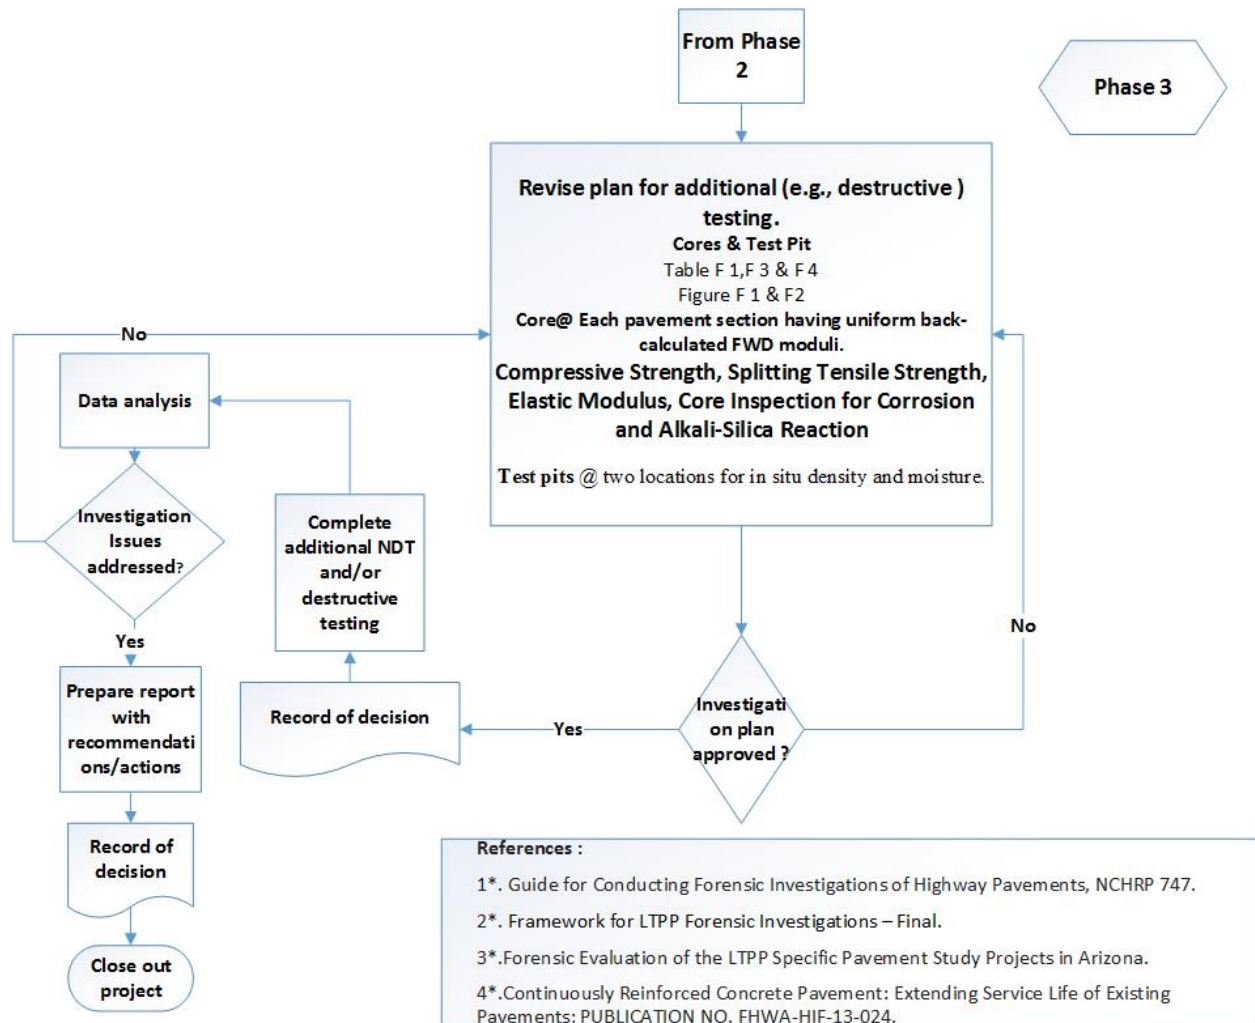 From Phase
2
Phase 3
Revise plan for additional (e.g., destructive )
testing.
Cores & Test Pit
Table F 1,F 3 & F 4
Figure F 1 & F2
Core@ Each pavement section having uniform back-
calculated FWD moduli.
Compressive Strength, Splitting Tensile Strength,
Elastic Modulus, Core Inspection for Corrosion
and Alkali-Silica Reaction
Test pits @ two locations for in situ density and moisture.
No
Data analysis
Investigation
Issues
addressed?
Complete
additional NDT
and/or
destructive
testing
No
Yes
Prepare report
with
recommendati
ons/actions
Record of decision
Yes
Investigati
on plan
approved ?
Record of
decision
Close out
project
References :
1*. Guide for Conducting Forensic Investigations of Highway Pavements, NCHRP 747.
2*. Framework for LTPP Forensic Investigations – Final.
3*.Forensic Evaluation of the LTPP Specific Pavement Study Projects in Arizona.
4*.Continuously Reinforced Concrete Pavement: Extending Service Life of Existing
Pavements: PUBLICATION NO. FHWA-HIF-13-024.